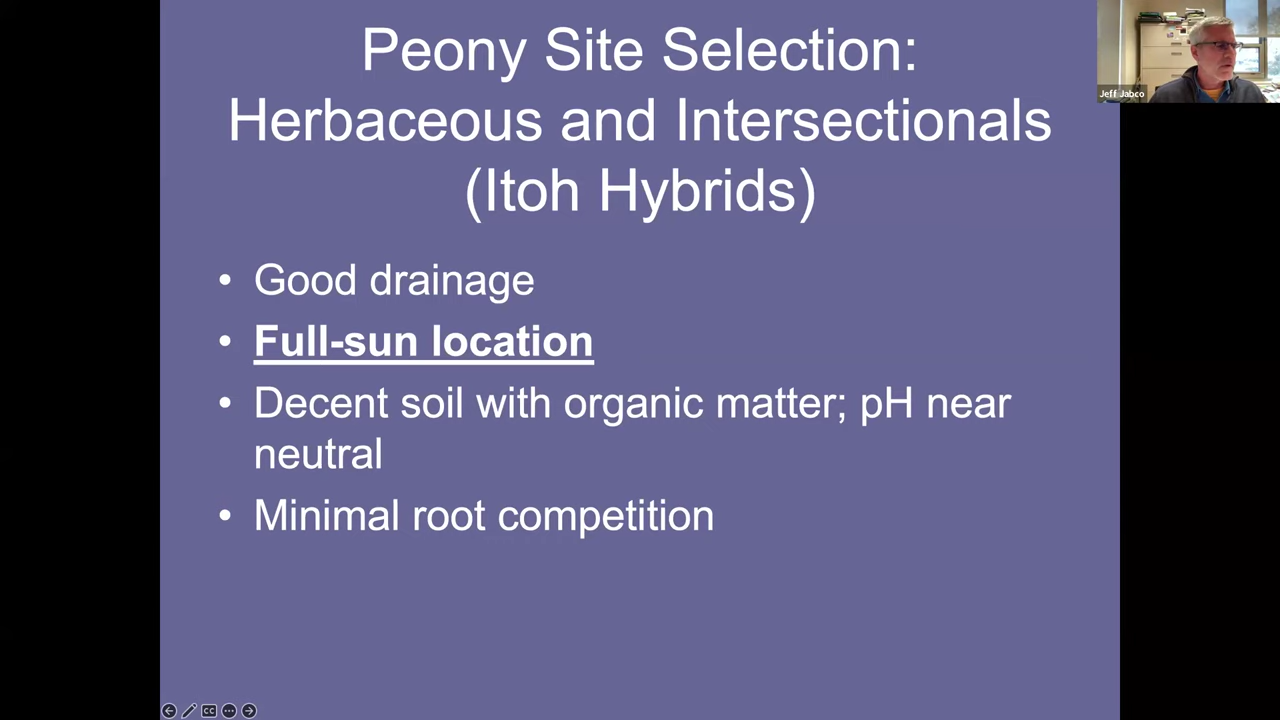 Peony Site Selection:
Herbaceous and Intersectionals
(Itoh Hybrids)
• Good drainage
• Full-sun location
• Decent soil with organic matter; pH near
neutral
• Minimal root competition
Jeff Jabco
CC